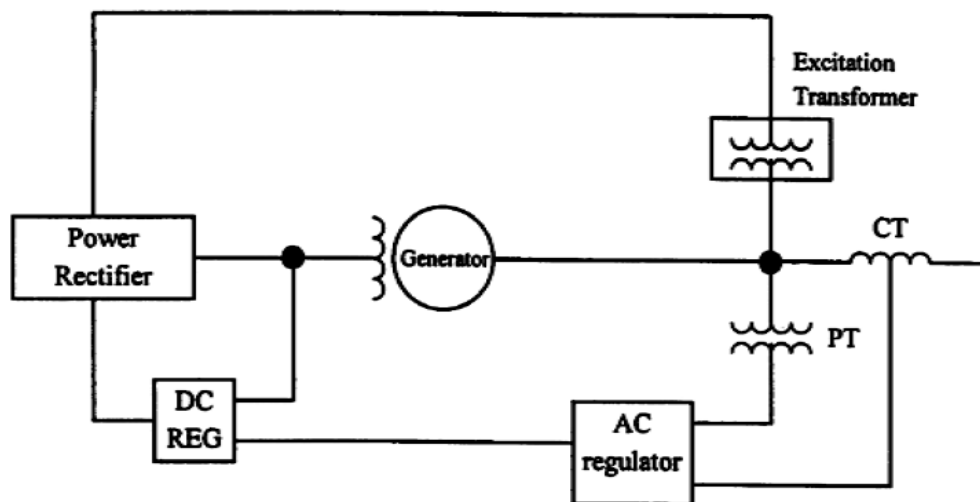 Excitation
Transformer
CT
Power
Rectifier
Generator
PT
DC
REG
AC
regulator